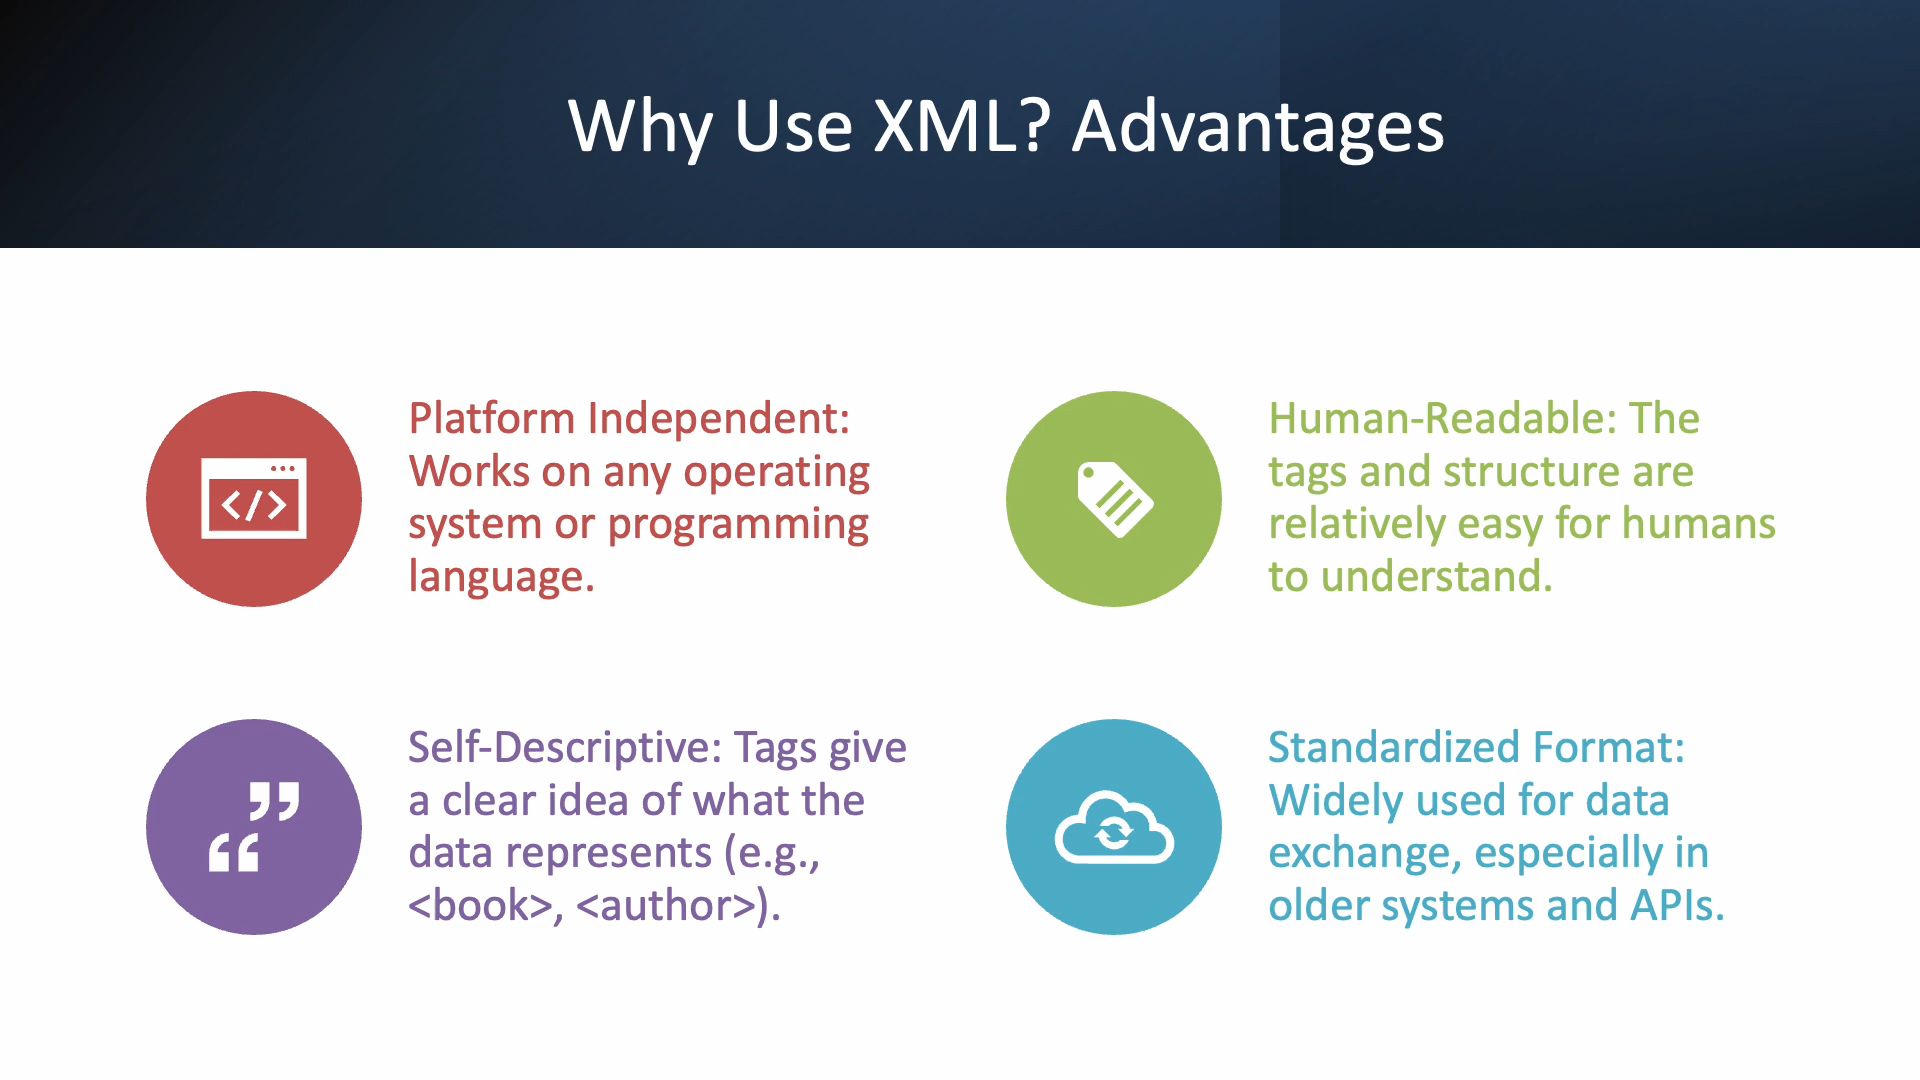 Why Use XML? Advantages
Platform Independent:
Works on any operating
system or programming
language.
Human-Readable: The
tags and structure are
relatively easy for humans
to understand.
Self-Descriptive: Tags give
a clear idea of what the
data represents (e.g.,
<book>, <author>).
Standardized Format:
Widely used for data
exchange, especially in
older systems and APIs.